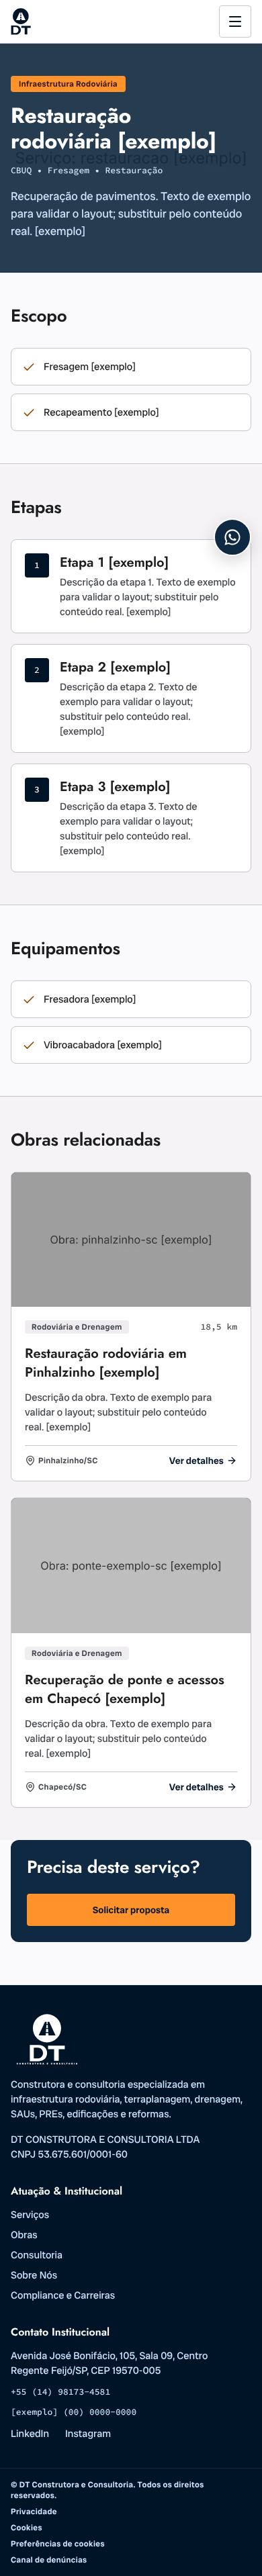 DT
Infraestrutura Rodoviária
Restauração
rodoviária [exemplo]
Serviço: restauracao [exemplo]
CBUQ • Fresagem • Restauração
Recuperação de pavimentos. Texto de exemplo
para validar o layout; substituir pelo conteúdo
real. [exemplo]
Escopo
Fresagem [exemplo]
Recapeamento [exemplo]
Etapas
1
Etapa 1 [exemplo]
Descrição da etapa 1. Texto de exemplo
para validar o layout; substituir pelo
conteúdo real. [exemplo]
2
Etapa 2 [exemplo]
Descrição da etapa 2. Texto de
exemplo para validar o layout;
substituir pelo conteúdo real.
[exemplo]
3
Etapa 3 [exemplo]
Descrição da etapa 3. Texto de
exemplo para validar o layout;
substituir pelo conteúdo real.
[exemplo]
Equipamentos
Fresadora [exemplo]
Vibroacabadora [exemplo]
Obras relacionadas
Obra: pinhalzinho-sc [exemplo]
Rodoviária e Drenagem
18,5 km
Restauração rodoviária em
Pinhalzinho [exemplo]
Descrição da obra. Texto de exemplo para
validar o layout; substituir pelo conteúdo
real. [exemplo]
Pinhalzinho/SC
Ver detalhes →
Obra: ponte-exemplo-sc [exemplo]
Rodoviária e Drenagem
Recuperação de ponte e acessos
em Chapecó [exemplo]
Descrição da obra. Texto de exemplo para
validar o layout; substituir pelo conteúdo
real. [exemplo]
Chapecó/SC
Ver detalhes →
Precisa deste serviço?
Solicitar proposta
DT
CONSTRUTORA E CONSULTORIA
Construtora e consultoria especializada em
infraestrutura rodoviária, terraplanagem, drenagem,
SAUs, PREs, edificações e reformas.
DT CONSTRUTORA E CONSULTORIA LTDA
CNPJ 53.675.601/0001-60
Atuação & Institucional
Serviços
Obras
Consultoria
Sobre Nós
Compliance e Carreiras
Contato Institucional
Avenida José Bonifácio, 105, Sala 09, Centro
Regente Feijó/SP, CEP 19570-005
+55 (14) 98173-4581
[exemplo] (00) 0000-0000
LinkedIn Instagram
© DT Construtora e Consultoria. Todos os direitos
reservados.
Privacidade
Cookies
Preferências de cookies
Canal de denúncias